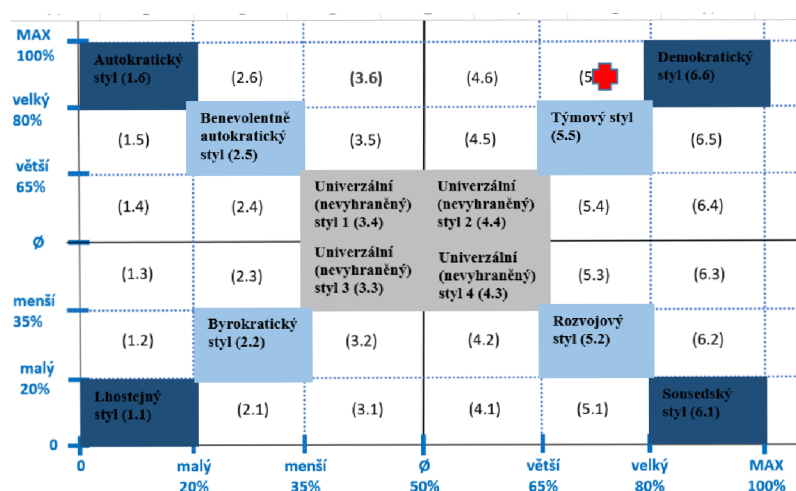 MAX
100%
Autokratický
styl (1.6)
(2.6)
(3.6)
(4.6)
(5
Demokratický
styl (6.6)
velký
80%
(1.5)
Benevolentně
autokratický
styl (2.5)
(3.5)
(4.5)
Týmový styl
(5.5)
(6.5)
větší
65%
(1.4)
(2.4)
Univerzální
(nevyhraněný)
styl 1 (3.4)
Univerzální
(nevyhraněný)
styl 2 (4.4)
(5.4)
(6.4)
Ø
(1.3)
(2.3)
Univerzální
(nevyhraněný)
styl 3 (3.3)
Univerzální
(nevyhraněný)
styl 4 (4.3)
(5.3)
(6.3)
menší
35%
(1.2)
Byrokratický
styl (2.2)
(3.2)
(4.2)
Rozvojový
styl (5.2)
(6.2)
malý
20%
Lhostejný
styl (1.1)
(2.1)
(3.1)
(4.1)
(5.1)
Sousedský
styl (6.1)
0
0
malý
20%
menší
35%
Ø
50%
větší
65%
velký
80%
MAX
100%